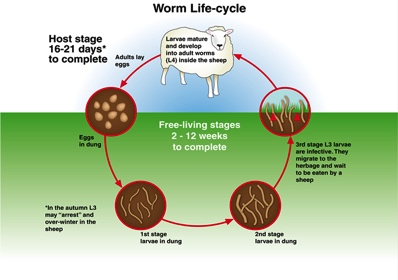 Worm Life-cycle
Host stage
16-21 days*
to complete
Adults lay
eggs
Larvae mature
and develop
into adult worms
(L4) inside the sheep
Eggs
in dung
Free-living stages
2 - 12 weeks
to complete
3rd stage L3 larvae
are infective. They
migrate to the
herbage and wait
to be eaten by a
sheep
*In the autumn L3
may "arrest" and
over-winter in the
sheep
1st stage
larvae in dung
2nd stage
larvae in dung